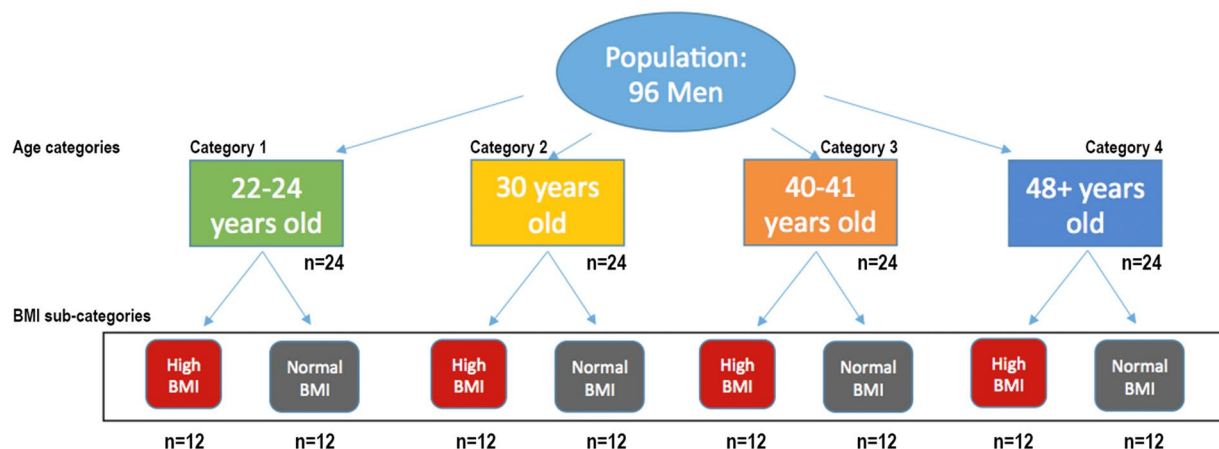 Population:
96 Men
Age categories
Category 1
Category 2
Category 3
Category 4
22-24
years old
30 years
old
40-41
years old
48+ years
old
n=24
n=24
n=24
n=24
BMI sub-categories
High
BMI
Normal
BMI
High
BMI
Normal
BMI
High
BMI
Normal
BMI
High
BMI
Normal
BMI
n=12
n=12
n=12
n=12
n=12
n=12
n=12
n=12